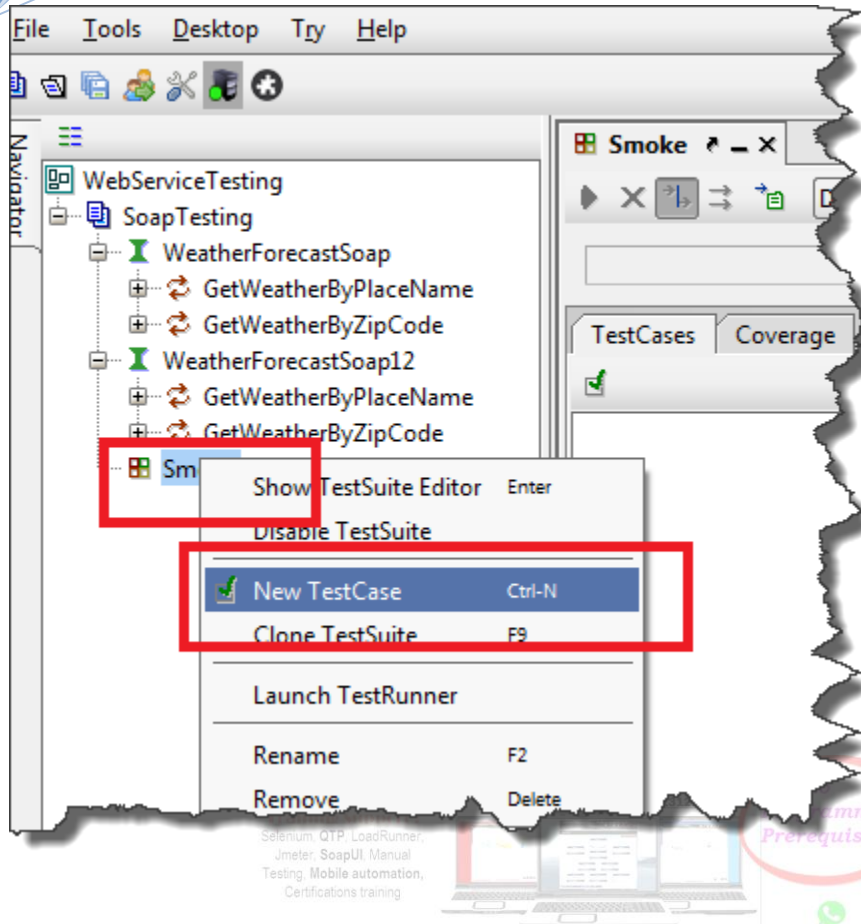 File Tools Desktop Try Help
Navigator
WebServiceTesting
SoapTesting
WeatherForecastSoap
GetWeatherByPlaceName
GetWeatherByZipCode
WeatherForecastSoap12
GetWeatherByPlaceName
GetWeatherByZipCode
Sm
Smoke
TestCases Coverage
Show TestSuite Editor Enter
Disable TestSuite
New TestCase Ctrl-N
Clone TestSuite F9
Launch TestRunner
Rename F2
Remove Delete
Selenium, QTP, LoadRunner,
Jmeter, SoapUI, Manual
Testing, Mobile automation,
Certifications training